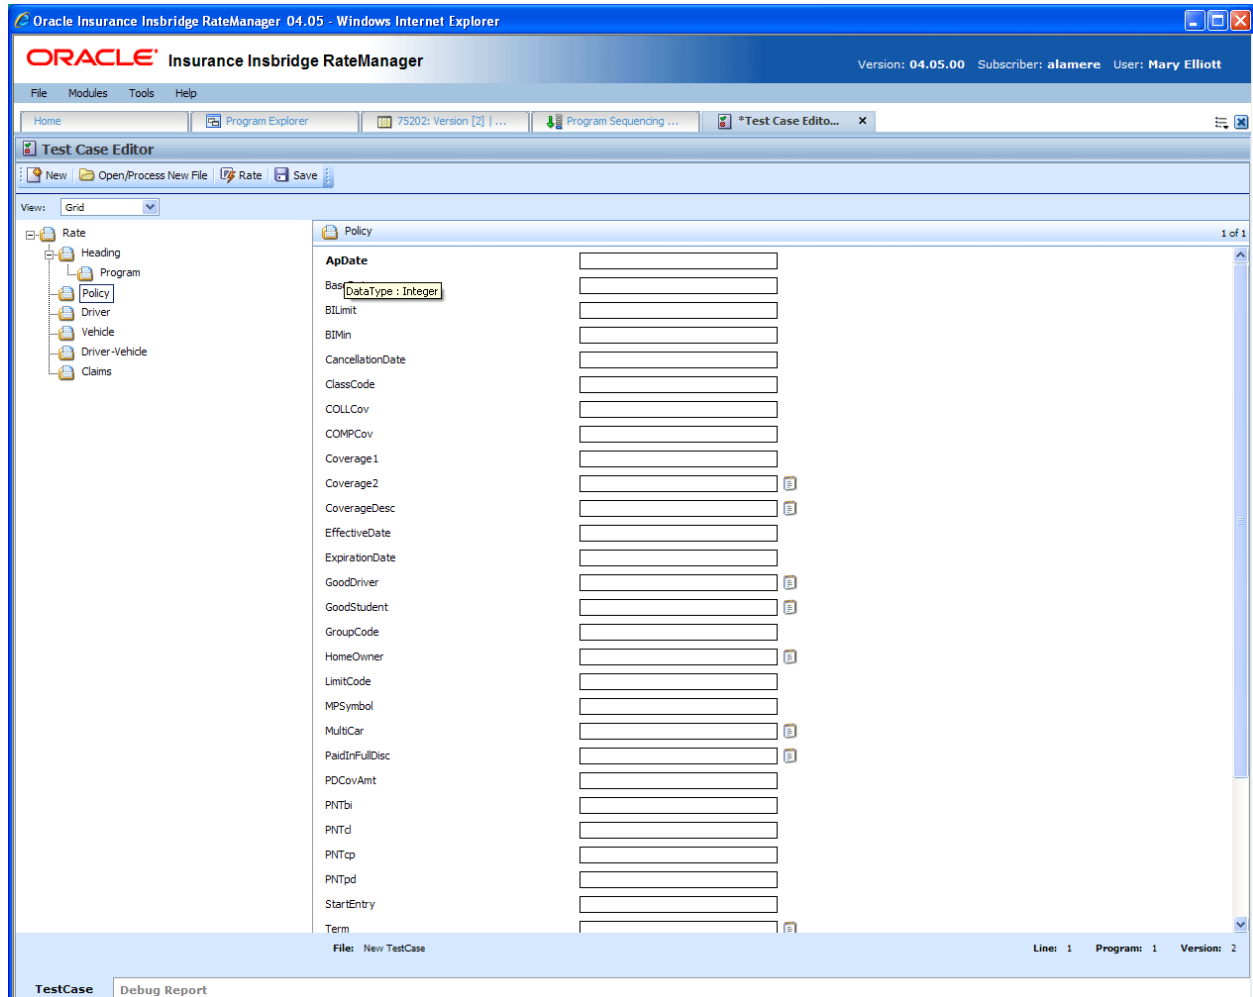 Oracle Insurance Insbridge RateManager 04.05 - Windows Internet Explorer
ORACLE Insurance Insbridge RateManager
Version: 04.05.00 Subscriber: alamere User: Mary Elliott
File Modules Tools Help
Home Program Explorer 75202: Version [2] | ... Program Sequencing ... *Test Case Edito... x
Test Case Editor
New Open/Process New File Rate Save
View: Grid
Rate
Heading
Program
Policy
Driver
Vehicle
Driver-Vehicle
Claims
Policy 1 of 1
ApDate
DataType : Integer
BILimit
BIMin
CancellationDate
ClassCode
COLLCov
COMPCov
Coverage1
Coverage2
CoverageDesc
EffectiveDate
ExpirationDate
GoodDriver
GoodStudent
GroupCode
HomeOwner
LimitCode
MPSymbol
MultiCar
PaidInFullDisc
PDCovAmt
PNTbi
PNTcl
PNTcp
PNTpd
StartEntry
Term
File: New TestCase Line: 1 Program: 1 Version: 2
TestCase Debug Report